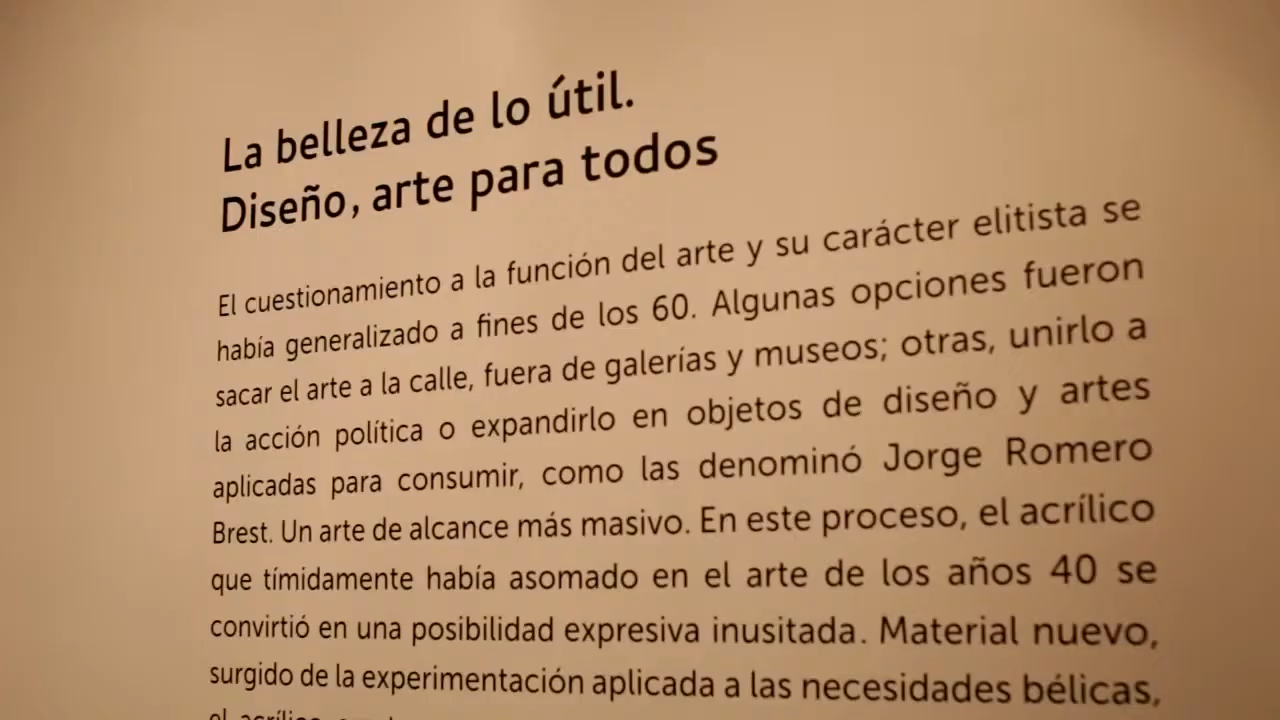 La belleza de lo útil.
Diseño, arte para todos
El cuestionamiento a la función del arte y su carácter elitista se
había generalizado a fines de los 60. Algunas opciones fueron
sacar el arte a la calle, fuera de galerías y museos; otras, unirlo a
la acción política o expandirlo en objetos de diseño y artes
aplicadas para consumir, como las denominó Jorge Romero
Brest. Un arte de alcance más masivo. En este proceso, el acrílico
que tímidamente había asomado en el arte de los años 40 se
convirtió en una posibilidad expresiva inusitada. Material nuevo,
surgido de la experimentación aplicada a las necesidades bélicas,
el acrílico